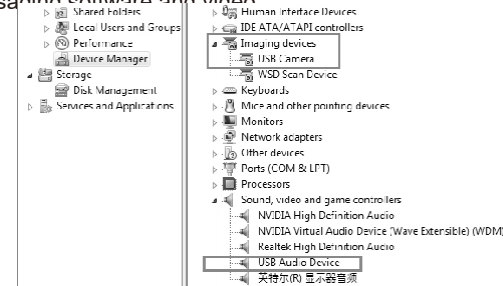 Shared Folders
Local Users and Groups
Performance
Device Manager
Storage
Disk Management
Services and Applications
Human Interface Devices
IDE ATA/ATAPI controllers
Imaging devices
USB Camera
WSD Scan Device
Keyboards
Mice and other pointing devices
Monitors
Network adapters
Other devices
Ports (COM & LPT)
Processors
Sound, video and game controllers
NVIDIA High Definition Audio
NVIDIA Virtual Audio Device (Wave Extensible) (WDM)
Realtek High Definition Audio
USB Audio Device
英特尔(R) 显示器音频